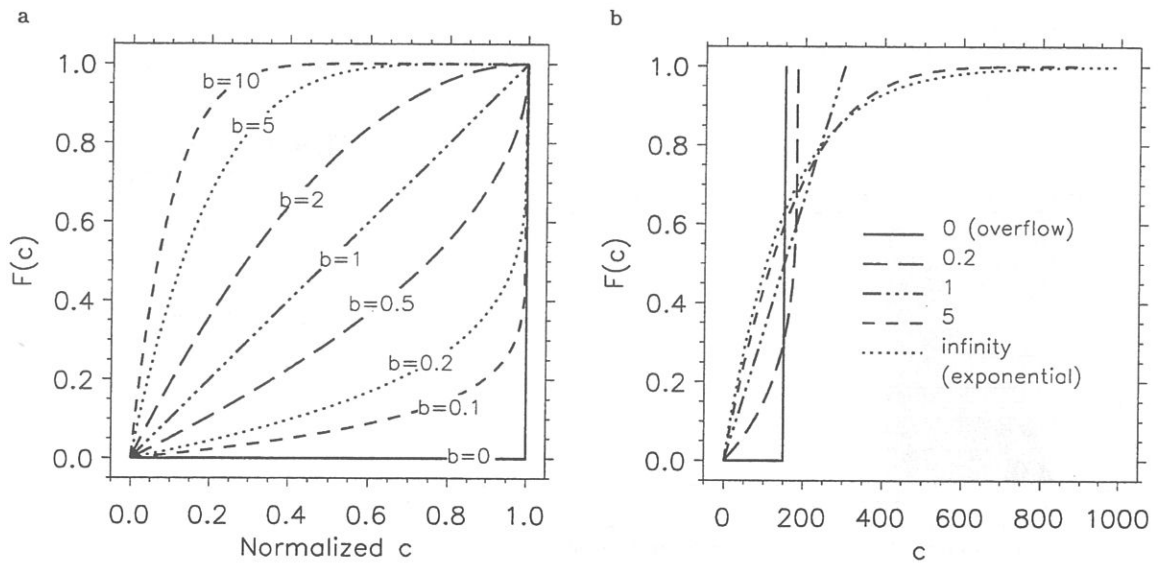 a
b=10
b=5
b=2
b=1
b=0.5
b=0.2
b=0.1
b=0
1.0
0.8
0.6
0.4
0.2
0.0
F(c)
0.0 0.2 0.4 0.6 0.8 1.0
Normalized c
b
1.0
0.8
0.6
0.4
0.2
0.0
F(c)
0 (overflow)
0.2
1
5
infinity
(exponential)
0 200 400 600 800 1000
c